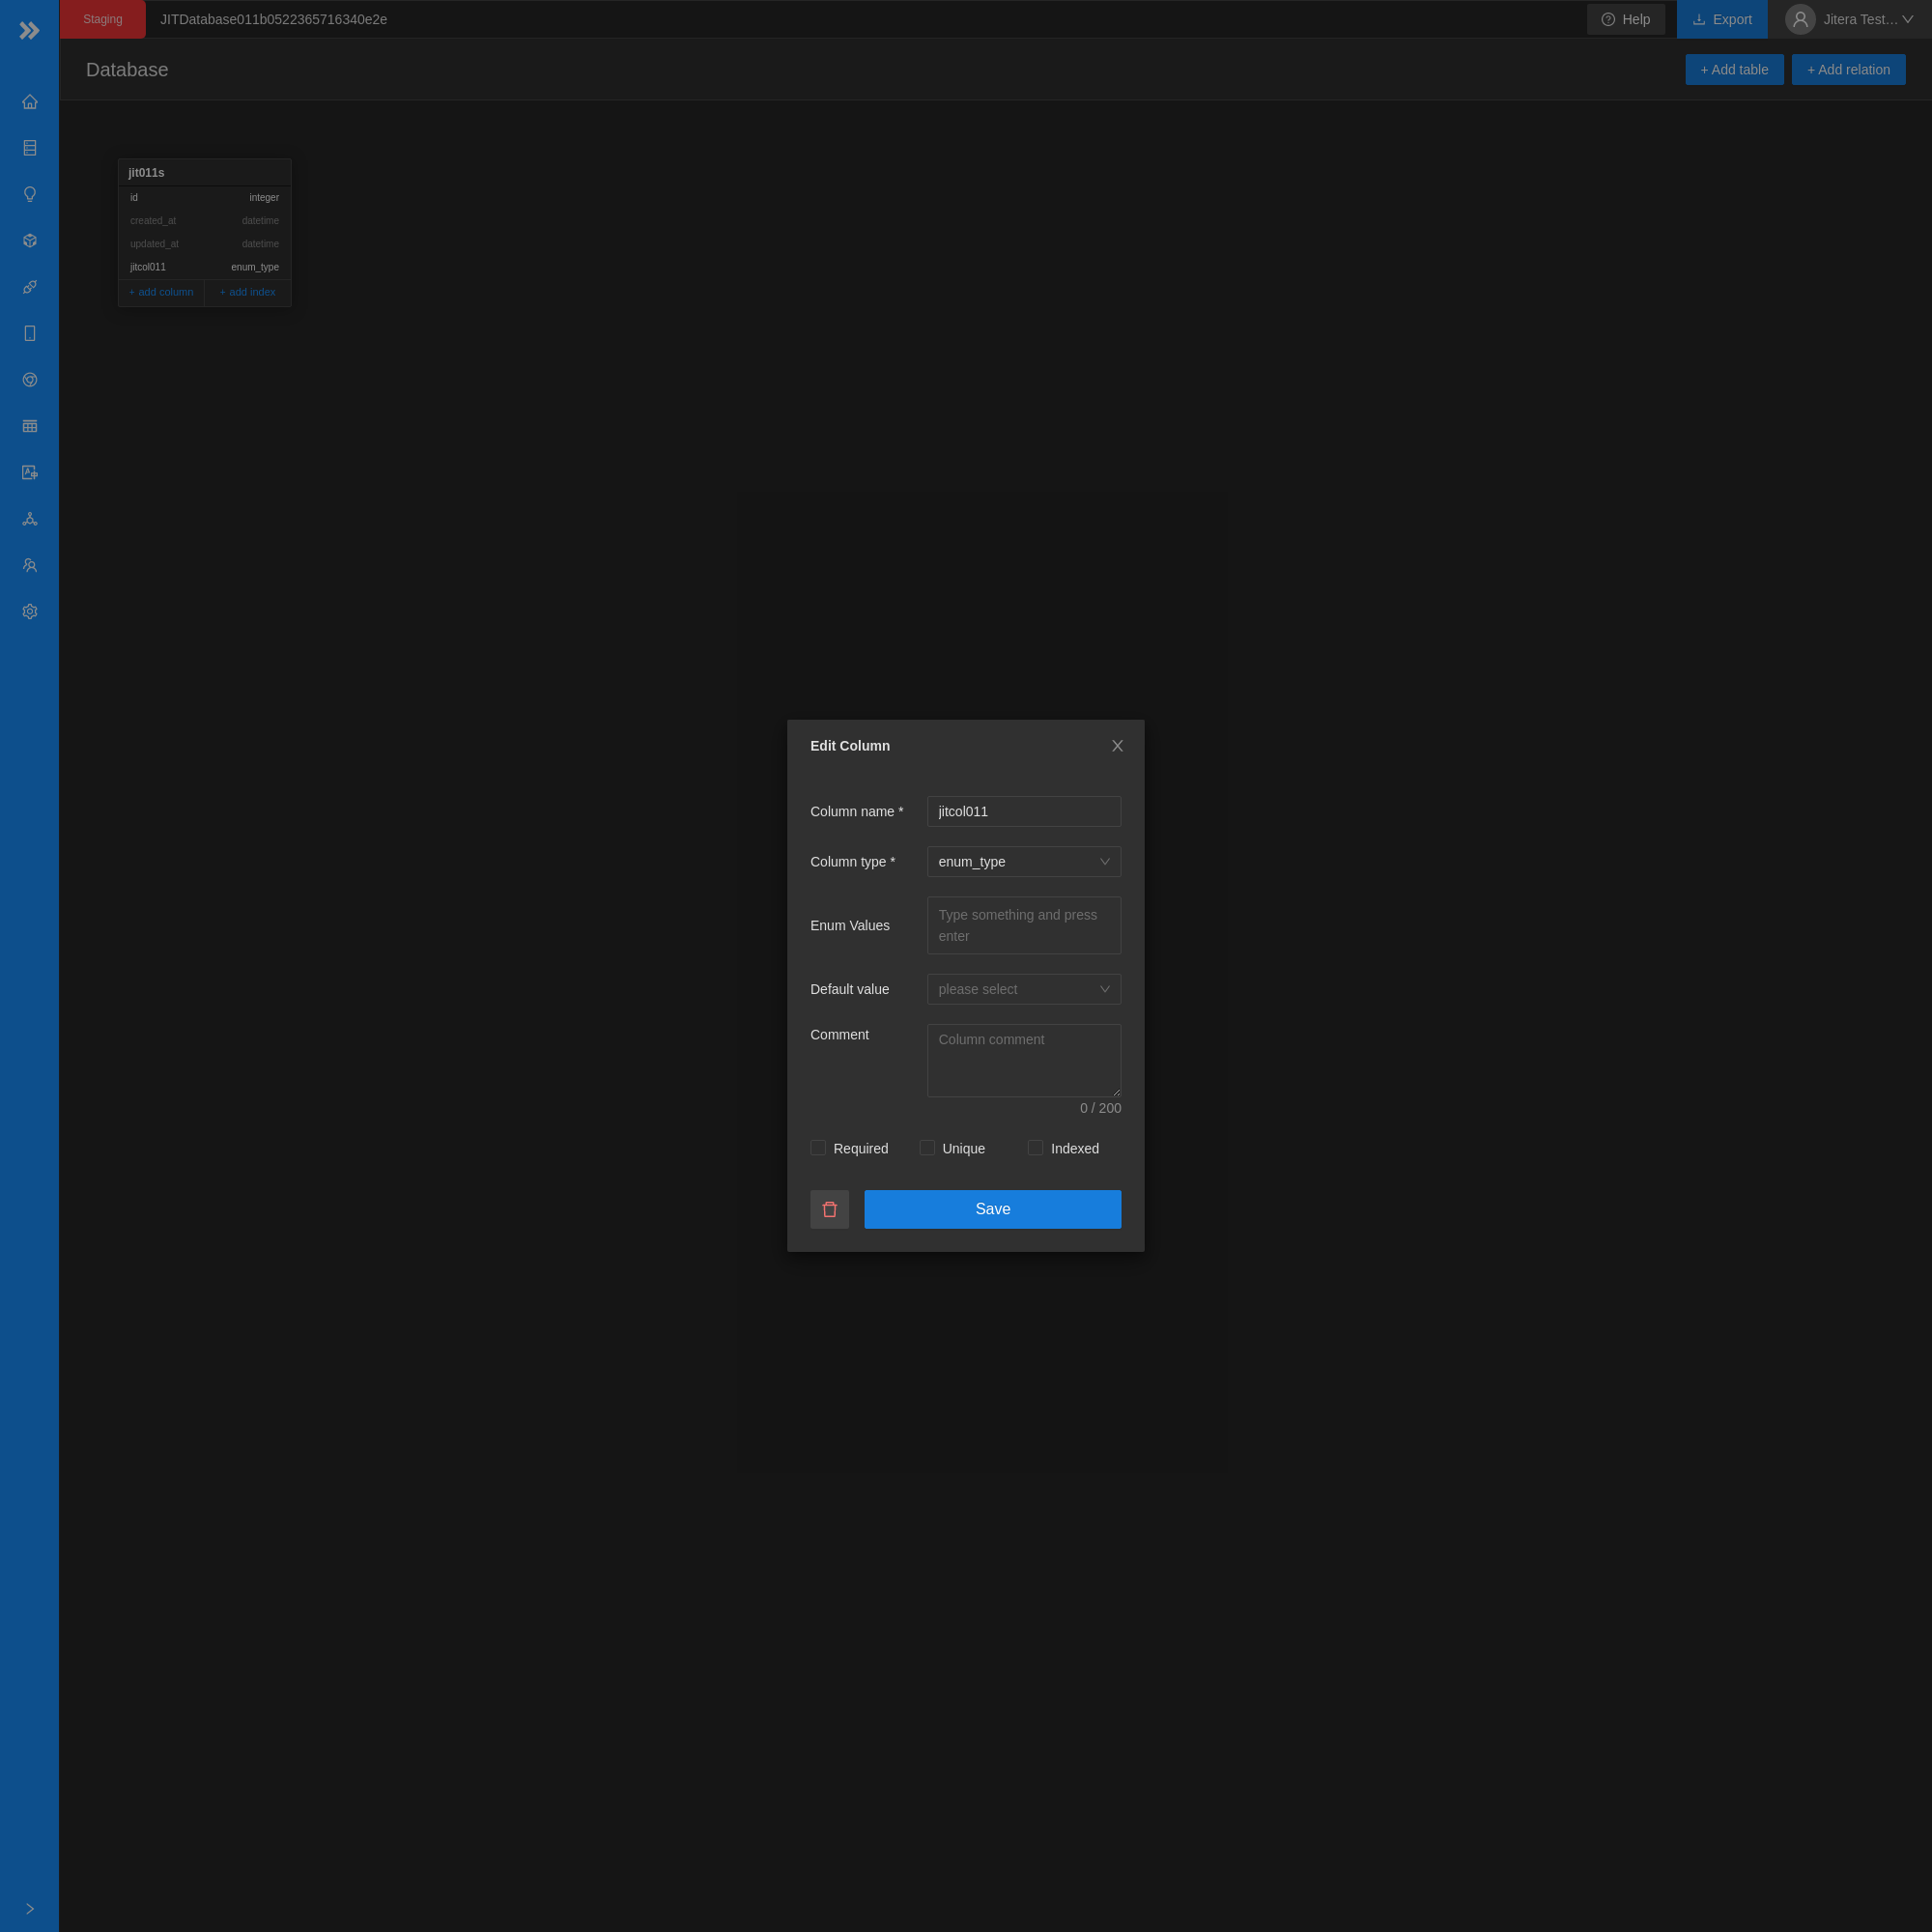 Staging
JITDatabase011b0522365716340e2e
Help
Export
Jitera Test…
Database
+ Add table
+ Add relation
jit011s
id integer
created_at datetime
updated_at datetime
jitcol011 enum_type
+ add column
+ add index
Edit Column
Column name *
jitcol011
Column type *
enum_type
Enum Values
Type something and press
enter
Default value
please select
Comment
Column comment
0 / 200
Required
Unique
Indexed
Save